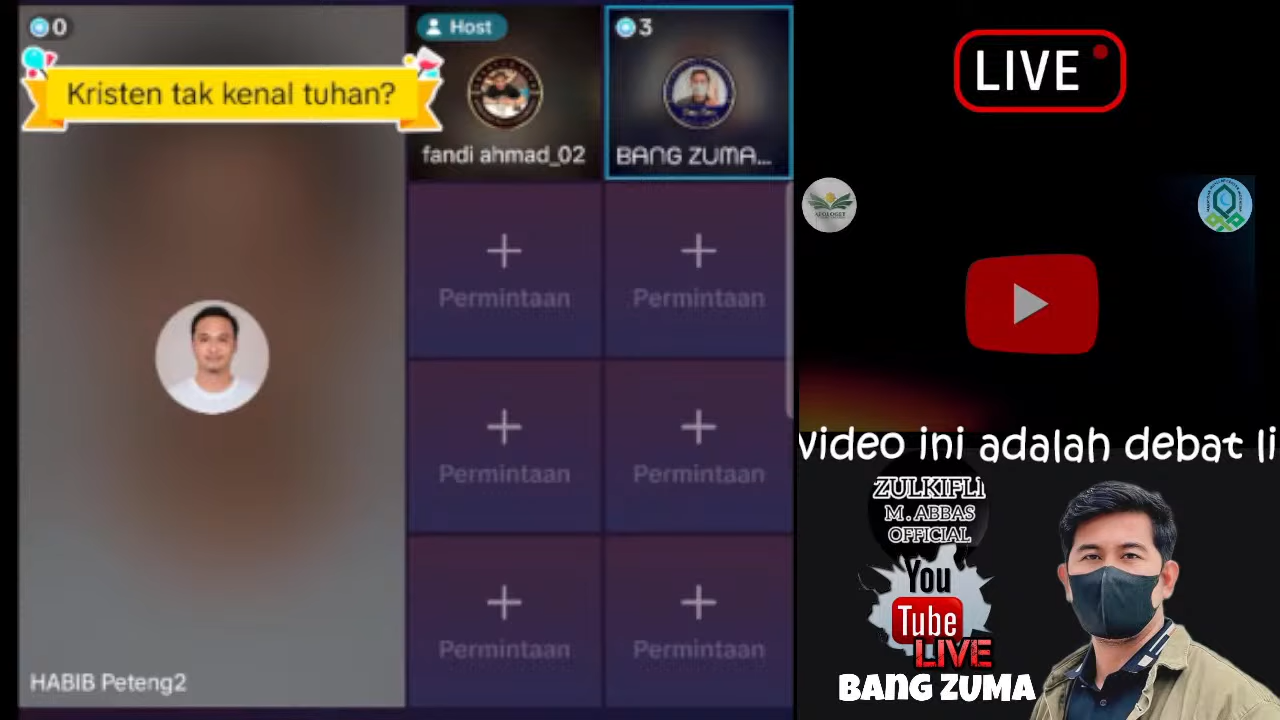 0
Kristen tak kenal tuhan?
HABIB Peteng2
Host
fandi ahmad_02
3
BANG ZUMA...
Permintaan
Permintaan
Permintaan
Permintaan
Permintaan
Permintaan
LIVE
video ini adalah debat li
ZULKIFLI
M.ABBAS
OFFICIAL
You
Tube
LIVE
BANG ZUMA